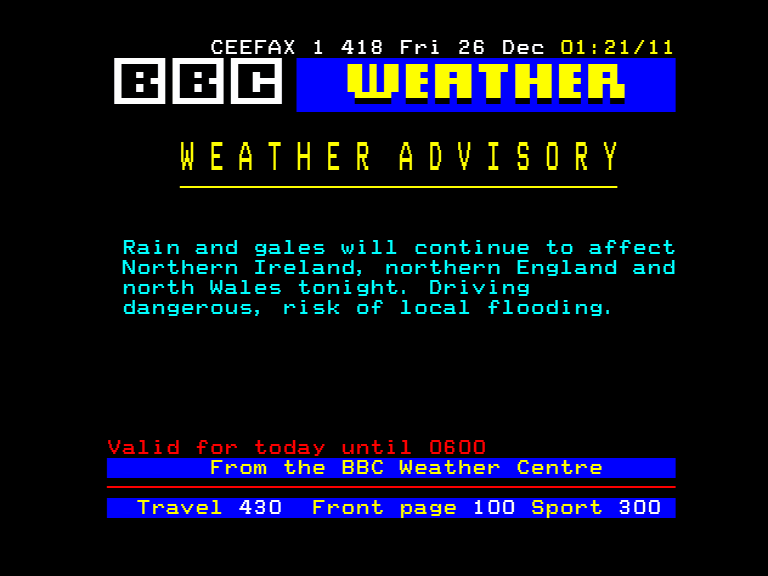 CEEFAX 1 418 Fri 26 Dec 01:21/11
BBC WEATHER
WEATHER ADVISORY
Rain and gales will continue to affect
Northern Ireland, northern England and
north Wales tonight. Driving
dangerous, risk of local flooding.
Valid for today until 0600
From the BBC Weather Centre
Travel 430 Front page 100 Sport 300